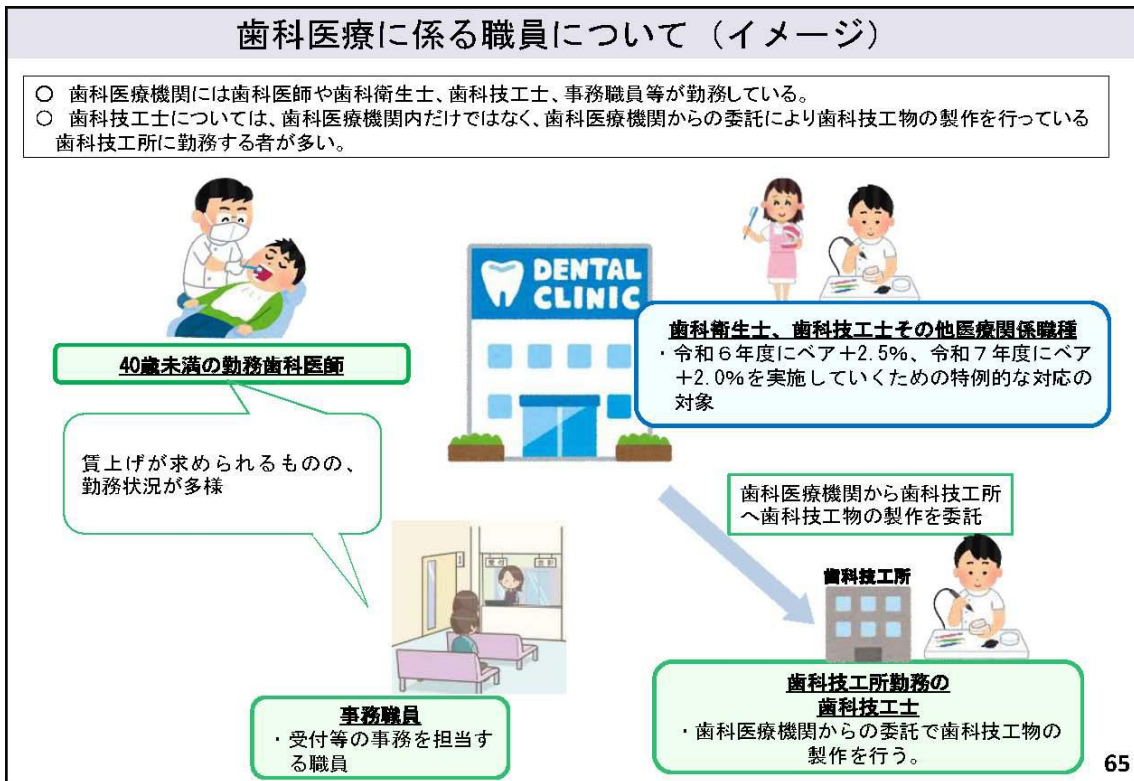 歯科医療に係る職員について（イメージ）
○ 歯科医療機関には歯科医師や歯科衛生士、歯科技工士、事務職員等が勤務している。
○ 歯科技工士については、歯科医療機関内だけではなく、歯科医療機関からの委託により歯科技工物の製作を行っている
歯科技工所に勤務する者が多い。
DENTAL
CLINIC
40歳未満の勤務歯科医師
歯科衛生士、歯科技工士その他医療関係職種
・令和６年度にベア＋2.5％、令和７年度にベア
＋2.0％を実施していくための特例的な対応の
対象
賃上げが求められるものの、
勤務状況が多様
歯科医療機関から歯科技工所
へ歯科技工物の製作を委託
受付
歯科技工所
事務職員
・受付等の事務を担当す
る職員
歯科技工所勤務の
歯科技工士
・歯科医療機関からの委託で歯科技工物の
製作を行う。
65